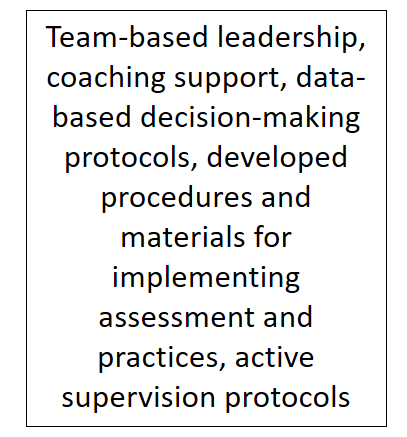 Team-based leadership,
coaching support, data-
based decision-making
protocols, developed
procedures and
materials for
implementing
assessment and
practices, active
supervision protocols